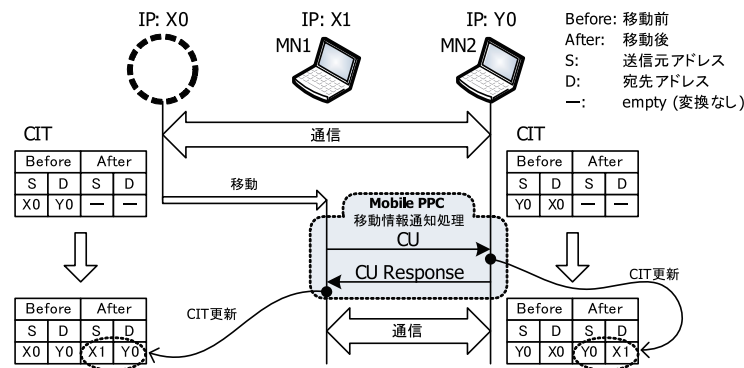 IP: X0
IP: X1
IP: Y0
MN1
MN2
Before: 移動前
After: 移動後
S: 送信元アドレス
D: 宛先アドレス
ー: empty (変換なし)
通信
CIT
Before After
S D S D
X0 Y0 ー ー
CIT
Before After
S D S D
Y0 X0 ー ー
移動
Mobile PPC
移動情報通知処理
CU
CU Response
CIT更新
CIT更新
通信
Before After
S D S D
X0 Y0 X1 Y0
Before After
S D S D
Y0 X0 Y0 X1